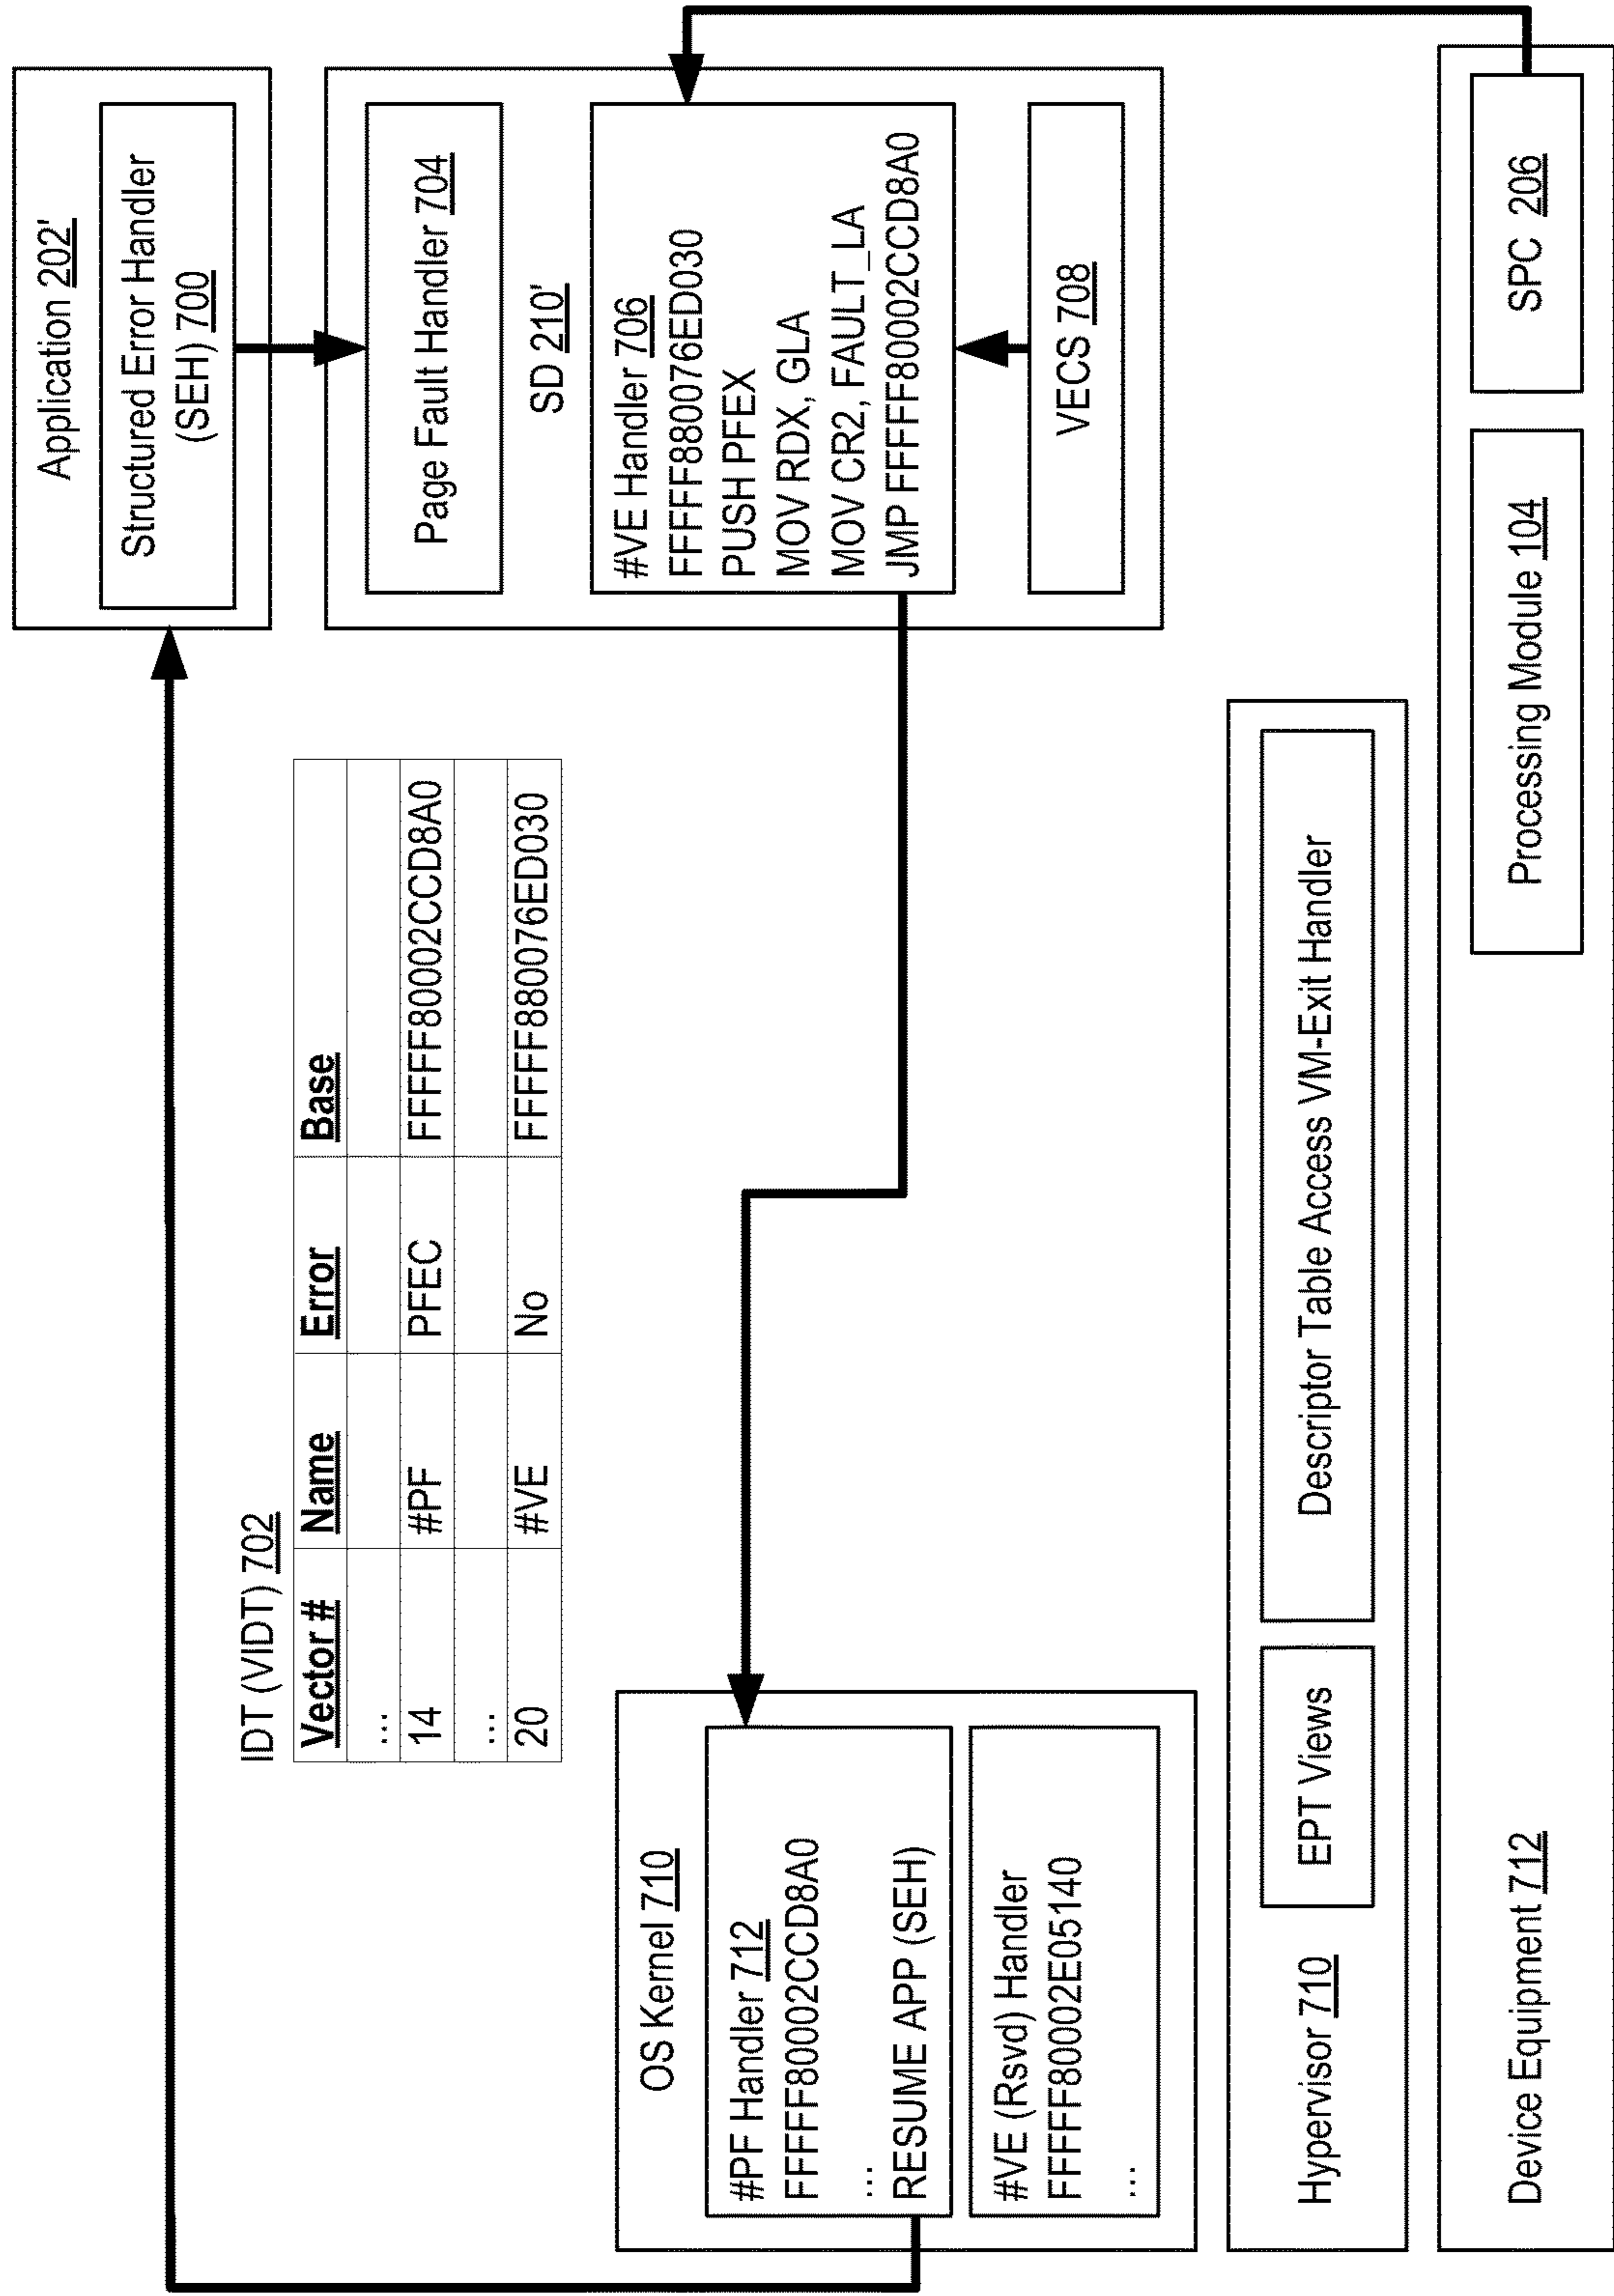 Application 202'
Structured Error Handler
(SEH) 700
IDT (VIDT) 702
Vector # Name Error Base
...
14 #PF PFEC FFFFF80002CCD8A0
...
20 #VE No FFFFF880076ED030
Page Fault Handler 704
SD 210'
#VE Handler 706
FFFFF880076ED030
PUSH PFEX
MOV RDX, GLA
MOV CR2, FAULT_LA
JMP FFFFF80002CCD8A0
VECS 708
OS Kernel 710
#PF Handler 712
FFFFF80002CCD8A0
...
RESUME APP (SEH)
#VE (Rsvd) Handler
FFFFF80002E05140
...
Hypervisor 710
EPT Views
Descriptor Table Access VM-Exit Handler
Device Equipment 712
Processing Module 104
SPC 206